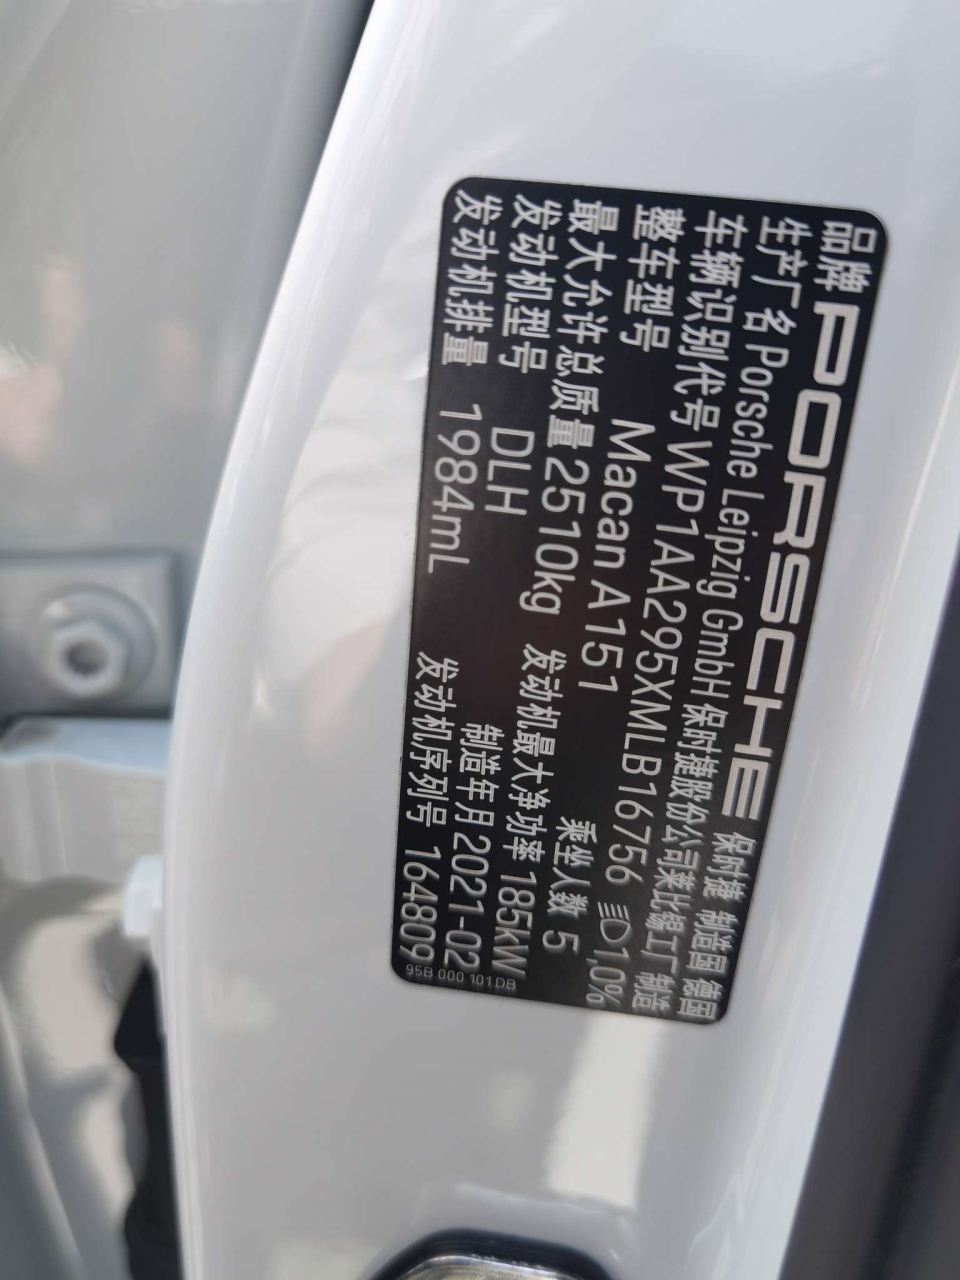 品牌 PORSCHE 保时捷 制造国 德国
生产厂名 Porsche Leipzig GmbH 保时捷股份公司莱比锡工厂 制造
车辆识别代号 WP1AA295XMLB16756 1,0%
整车型号 Macan A151 乘坐人数 5
最大允许总质量 2510kg 发动机最大净功率 185kW
发动机型号 DLH 制造年月 2021-02
发动机排量 1984mL 发动机序列号 164809
95B.000.101.DB